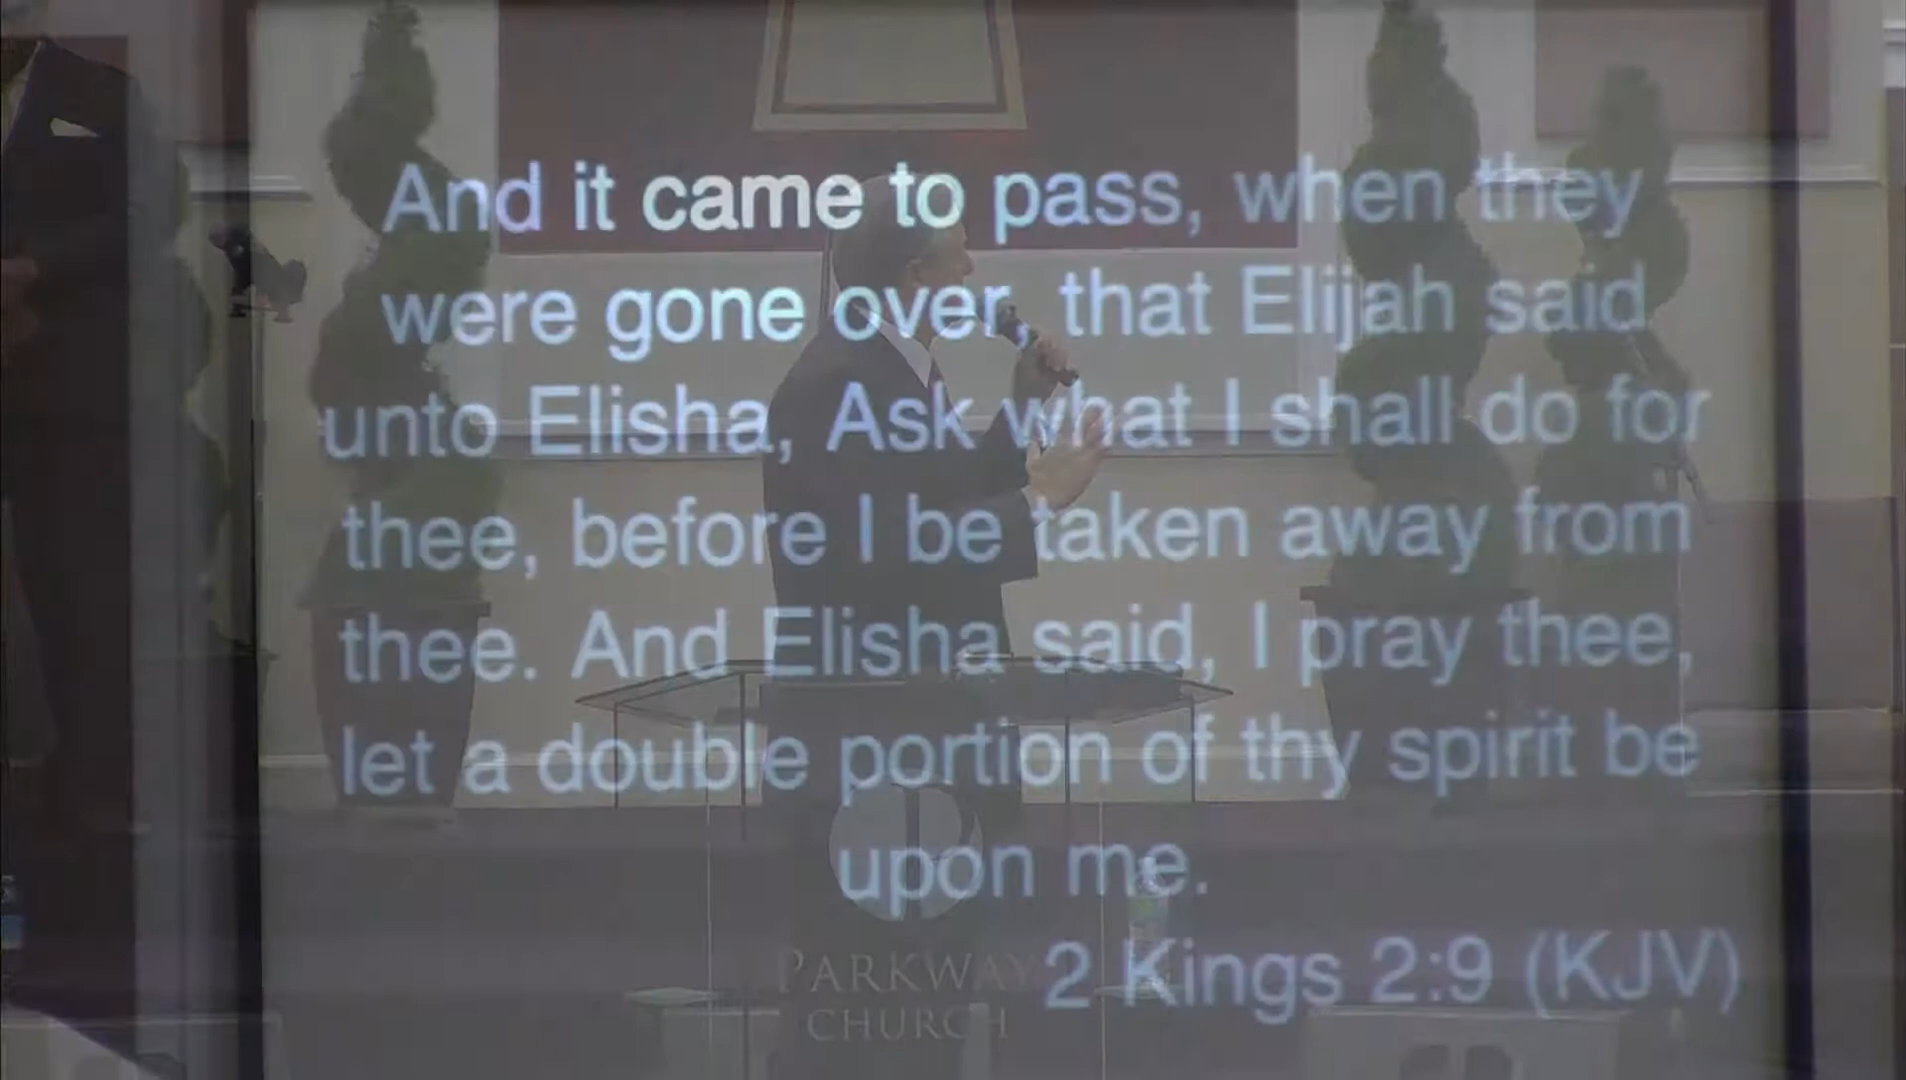 And it came to pass, when they
were gone over, that Elijah said
unto Elisha, Ask what I shall do for
thee, before I be taken away from
thee. And Elisha said, I pray thee,
let a double portion of thy spirit be
upon me.
2 Kings 2:9 (KJV)
P
PARKWAY
CHURCH